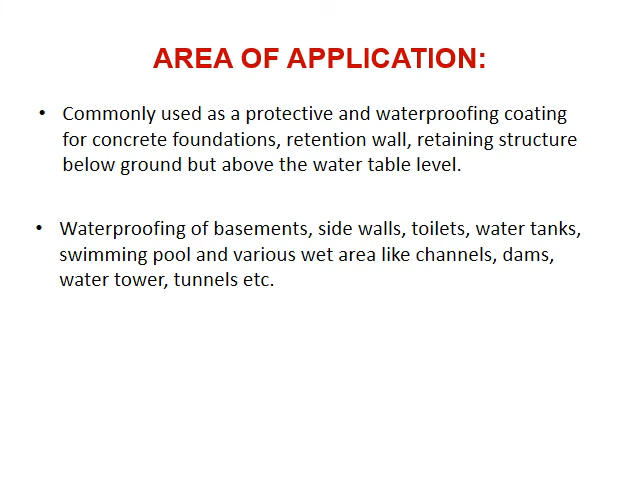 AREA OF APPLICATION:
• Commonly used as a protective and waterproofing coating
for concrete foundations, retention wall, retaining structure
below ground but above the water table level.
• Waterproofing of basements, side walls, toilets, water tanks,
swimming pool and various wet area like channels, dams,
water tower, tunnels etc.